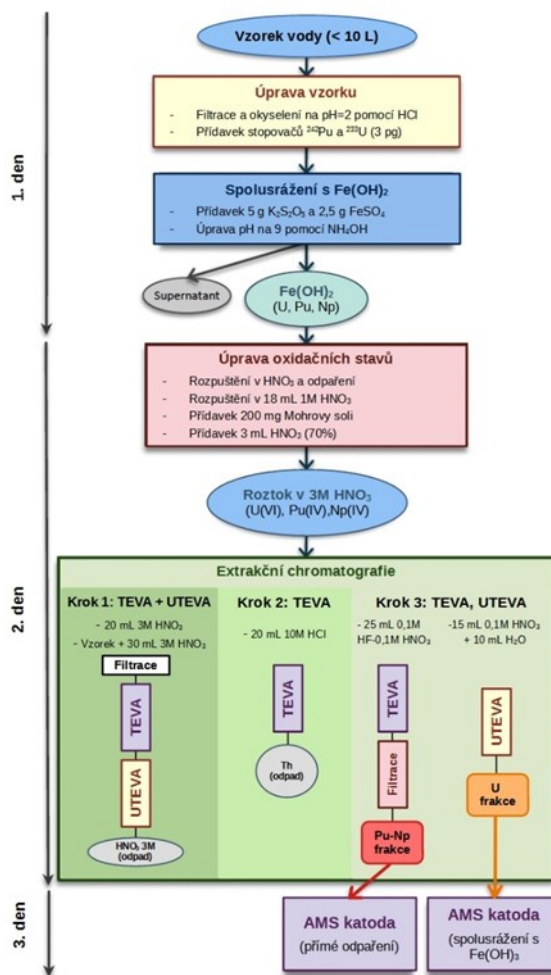 1. den
Vzorek vody (< 10 L)
Úprava vzorku
- Filtrace a okyselení na pH=2 pomocí HCl
- Přídavek stopovačů ²⁴²Pu a ²³³U (3 pg)
Spolusrážení s Fe(OH)₂
- Přídavek 5 g K₂S₂O₅ a 2,5 g FeSO₄
- Úprava pH na 9 pomocí NH₄OH
Supernatant
Fe(OH)₂
(U, Pu, Np)
2. den
Úprava oxidačních stavů
- Rozpuštění v HNO₃ a odpaření
- Rozpuštění v 18 mL 1M HNO₃
- Přídavek 200 mg Mohrovy soli
- Přídavek 3 mL HNO₃ (70%)
Roztok v 3M HNO₃
(U(VI), Pu(IV),Np(IV)
Extrakční chromatografie
Krok 1: TEVA + UTEVA
- 20 mL 3M HNO₃
- Vzorek + 30 mL 3M HNO₃
Filtrace
TEVA
UTEVA
HNO₃ 3M
(odpad)
Krok 2: TEVA
- 20 mL 10M HCl
TEVA
Th
(odpad)
Krok 3: TEVA, UTEVA
- 25 mL 0,1M
HF-0,1M HNO₃
TEVA
Filtrace
Pu-Np
frakce
-15 mL 0,1M HNO₃
+ 10 mL H₂O
UTEVA
U
frakce
3. den
AMS katoda
(přímé odpaření)
AMS katoda
(spolusrážení s
Fe(OH)₃